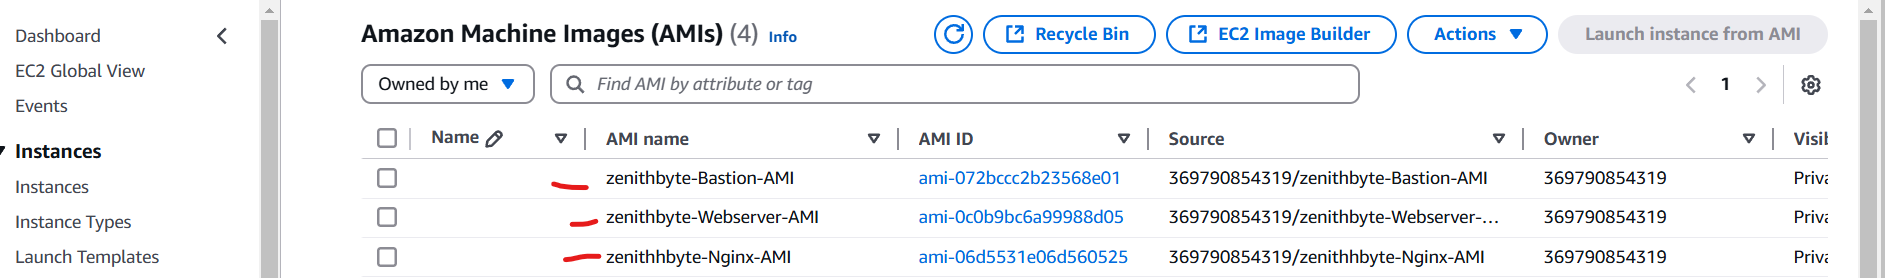 Dashboard
EC2 Global View
Events
Instances
Instances
Instance Types
Launch Templates
Amazon Machine Images (AMIs) (4) Info
Recycle Bin
EC2 Image Builder
Actions
Launch instance from AMI
Owned by me
Find AMI by attribute or tag
1
Name AMI name AMI ID Source Owner Visi
zenithbyte-Bastion-AMI ami-072bccc2b23568e01 369790854319/zenithbyte-Bastion-AMI 369790854319 Priva
zenithbyte-Webserver-AMI ami-0c0b9bc6a99988d05 369790854319/zenithbyte-Webserver-... 369790854319 Priva
zenithhbyte-Nginx-AMI ami-06d5531e06d560525 369790854319/zenithhbyte-Nginx-AMI 369790854319 Priva